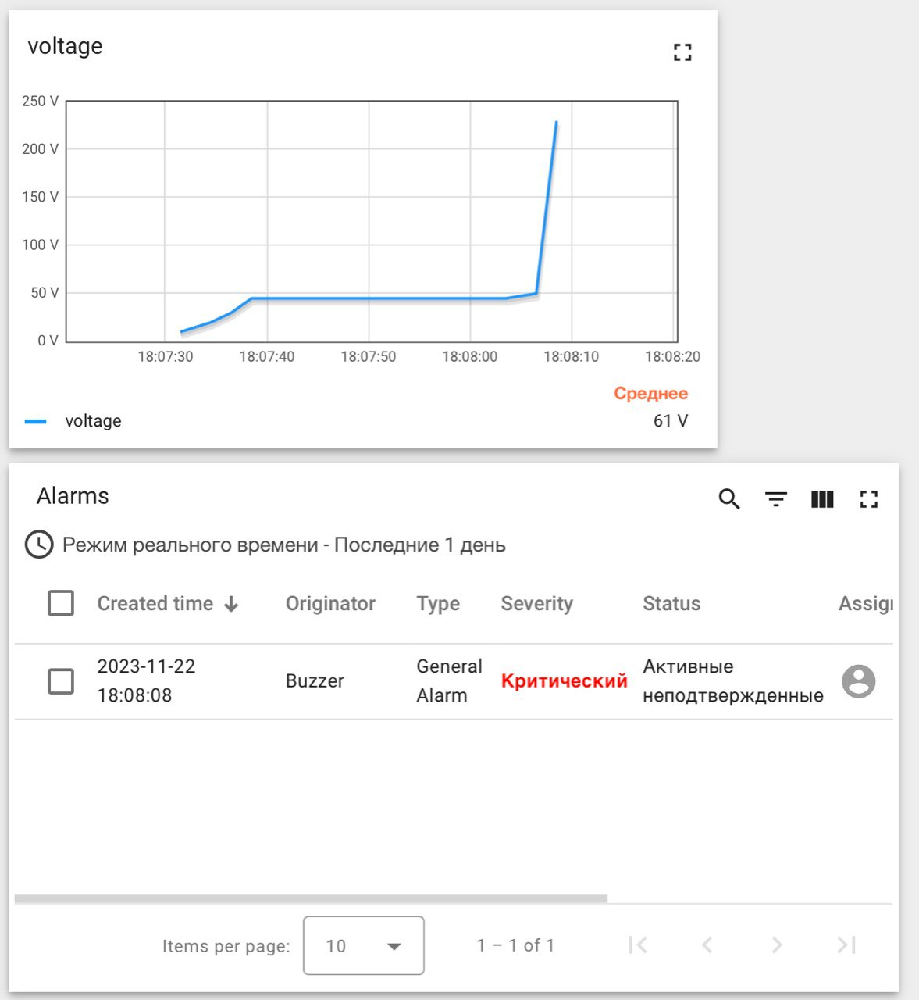 voltage
250 V
200 V
150 V
100 V
50 V
0 V
18:07:30 18:07:40 18:07:50 18:08:00 18:08:10 18:08:20
Среднее
voltage 61 V
Alarms
Режим реального времени - Последние 1 день
Created time Originator Type Severity Status Assig
2023-11-22
18:08:08
Buzzer
General
Alarm
Критический
Активные
неподтвержденные
Items per page: 10 1 – 1 of 1